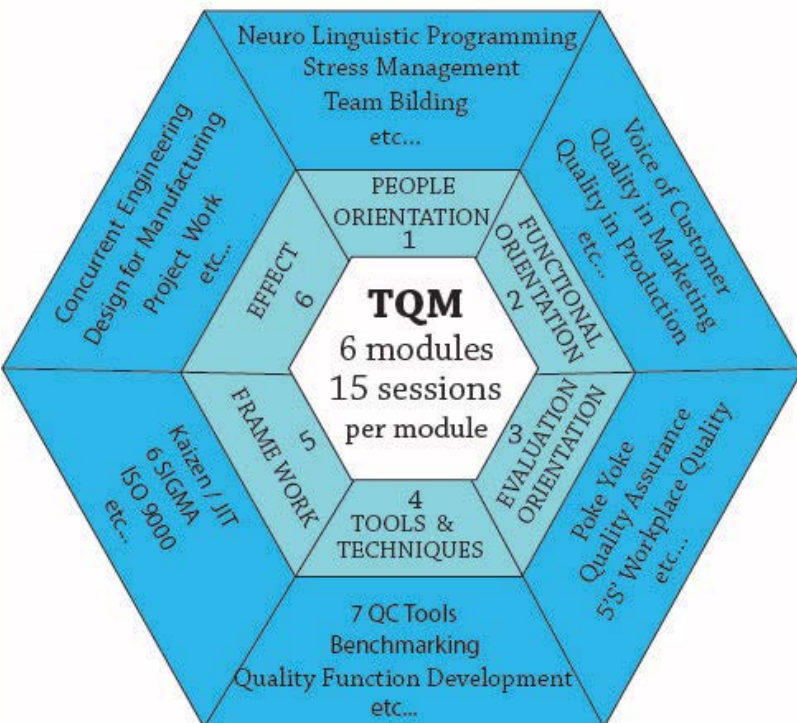 Neuro Linguistic Programming
Stress Management
Team Bilding
etc...
PEOPLE
ORIENTATION
1
Voice of Customer
Quality in Marketing
Quality in Production
etc...
FUNCTIONAL
ORIENTATION
2
Poke Yoke
Quality Assurance
5'S' Workplace Quality
etc...
EVALUATION
ORIENTATION
3
4
TOOLS &
TECHNIQUES
7 QC Tools
Benchmarking
Quality Function Development
etc...
FRAME WORK
5
Kaizen / JIT
6 SIGMA
ISO 9000
etc...
EFFECT
6
Concurrent Engineering
Design for Manufacturing
Project Work
etc...
TQM
6 modules
15 sessions
per module